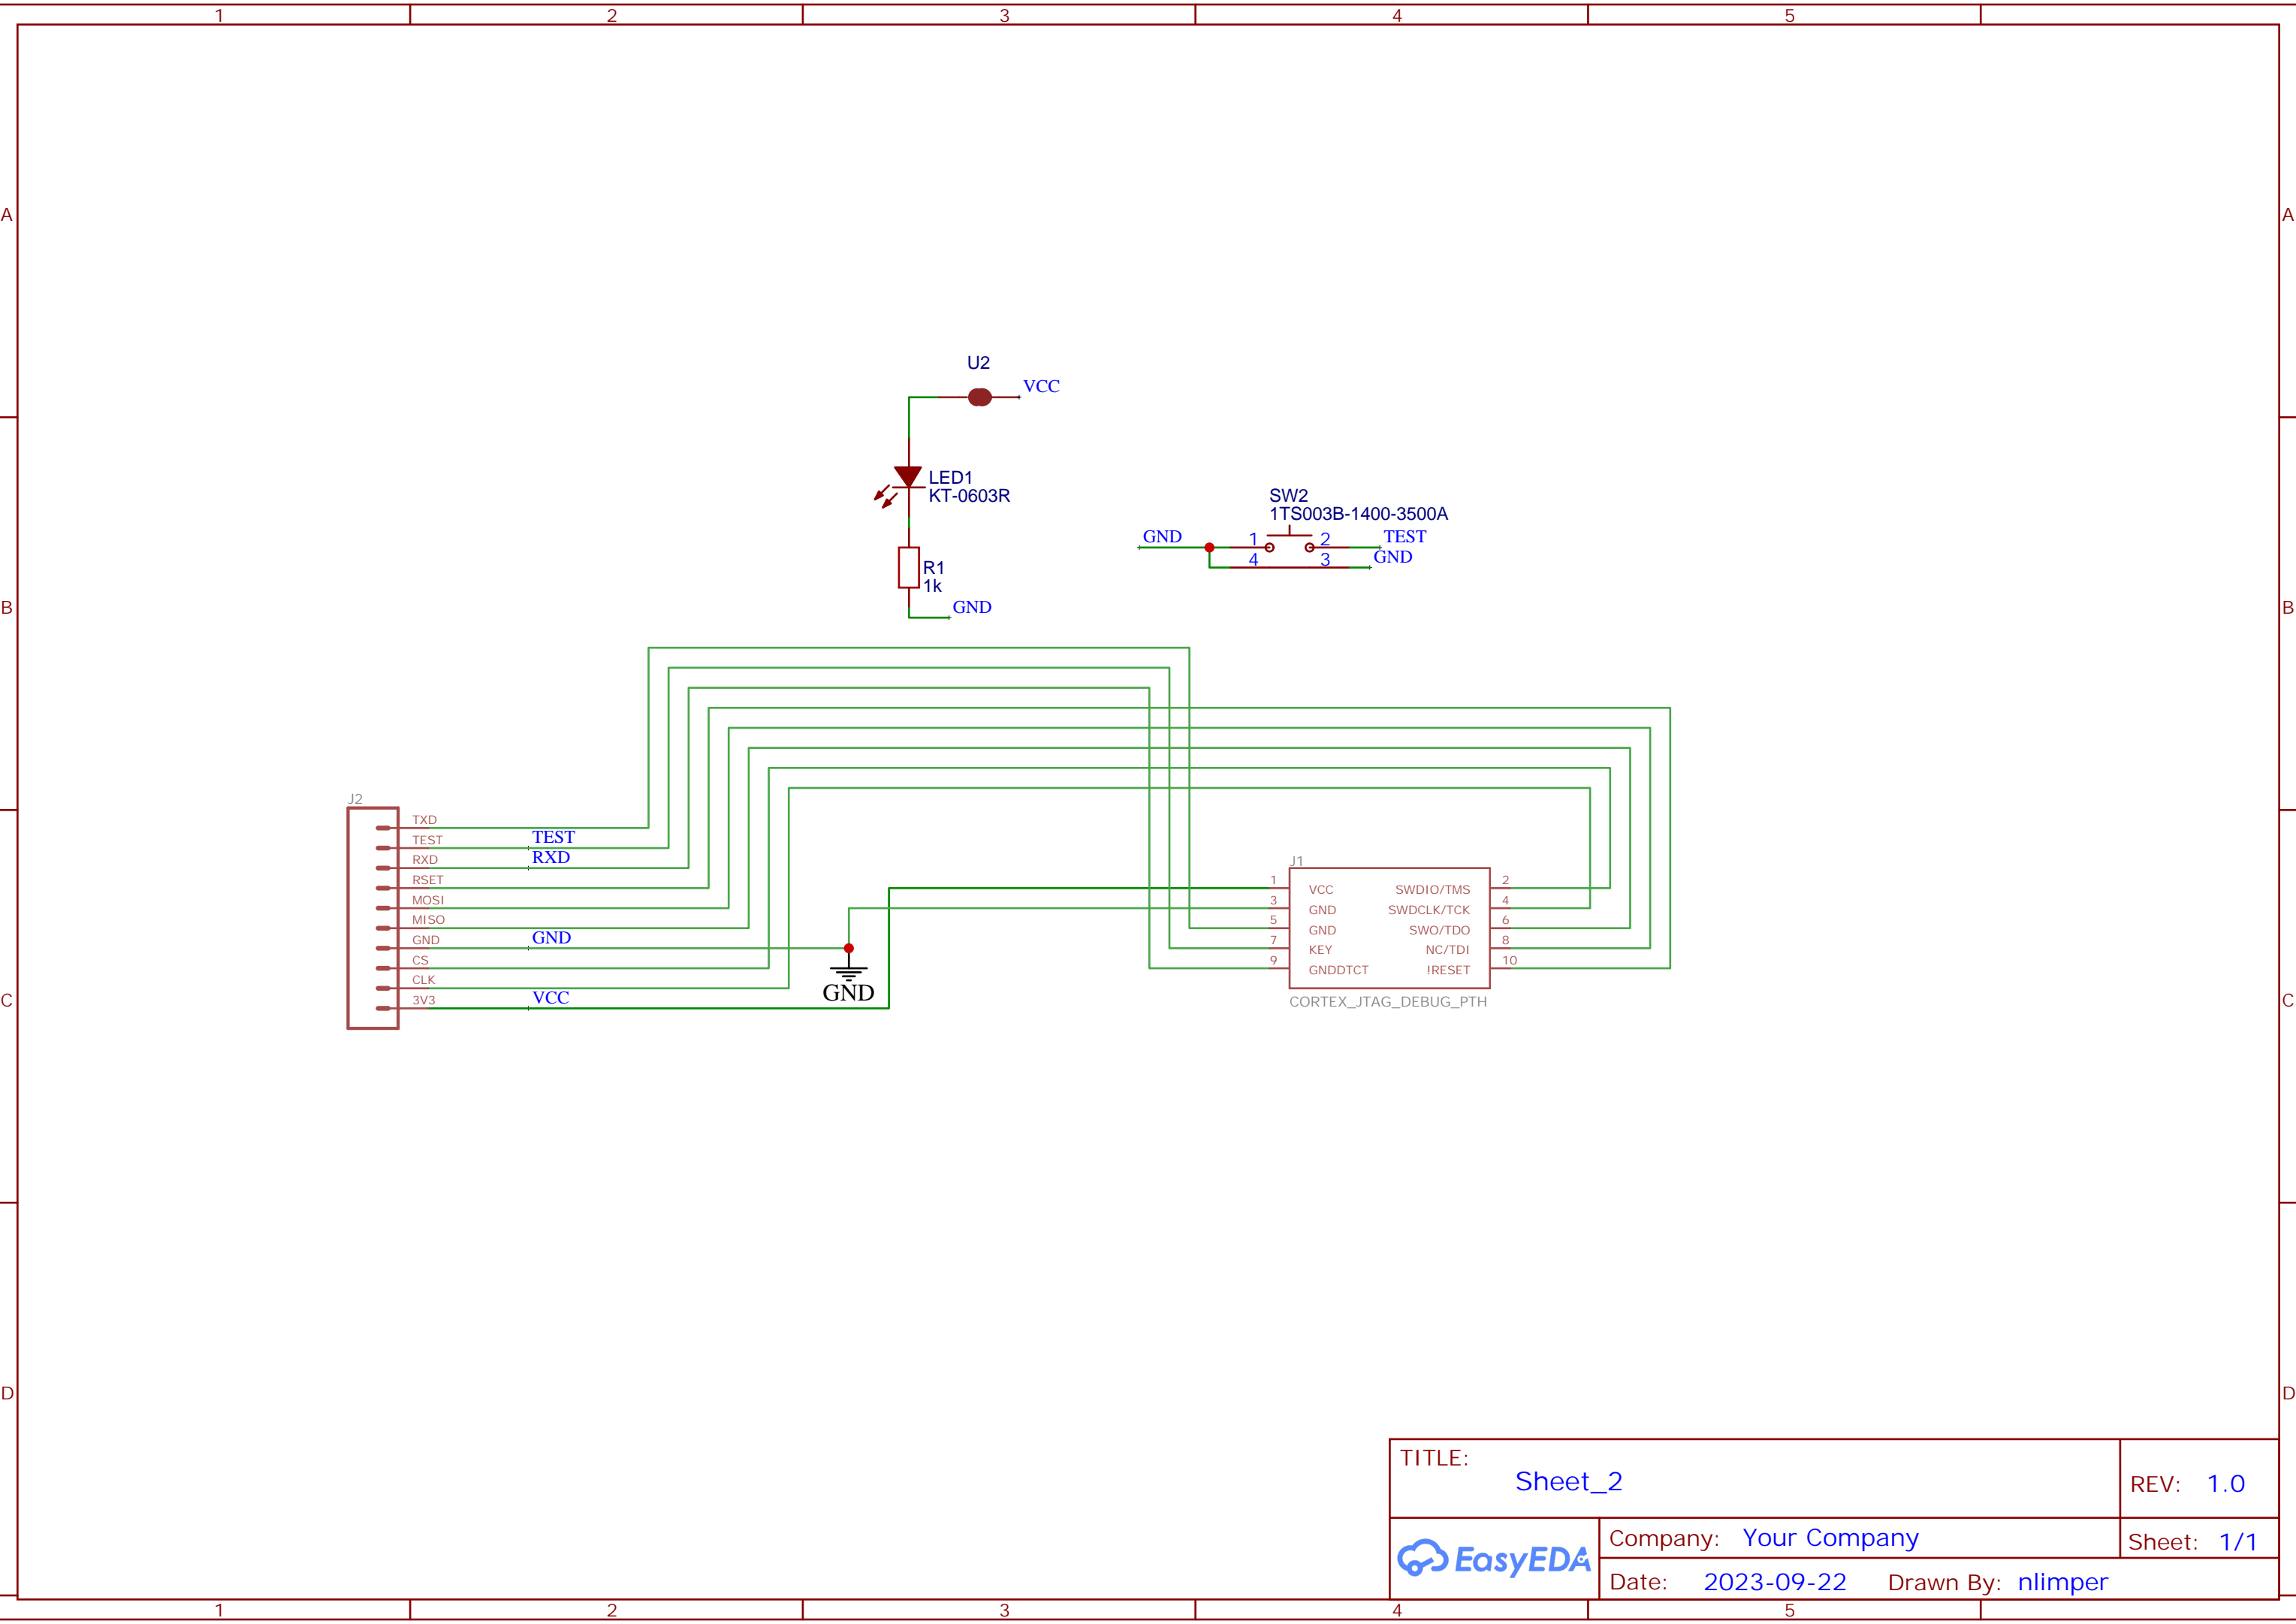 1 2 3 4 5
A A
U2
VCC
LED1
KT-0603R
SW2
1TS003B-1400-3500A
GND 1 2 TEST
4 3 GND
R1
1k
B B
GND
J2
TXD
TEST TEST
RXD RXD
RSET
MOSI
MISO
GND GND
CS
CLK
3V3 VCC
GND
J1
1 VCC SWDIO/TMS 2
3 GND SWDCLK/TCK 4
5 GND SWO/TDO 6
7 KEY NC/TDI 8
9 GNDDTCT !RESET 10
CORTEX_JTAG_DEBUG_PTH
C C
D D
TITLE:
Sheet_2
REV: 1.0
EasyEDA
Company: Your Company
Sheet: 1/1
Date: 2023-09-22 Drawn By: nlimper
1 2 3 4 5